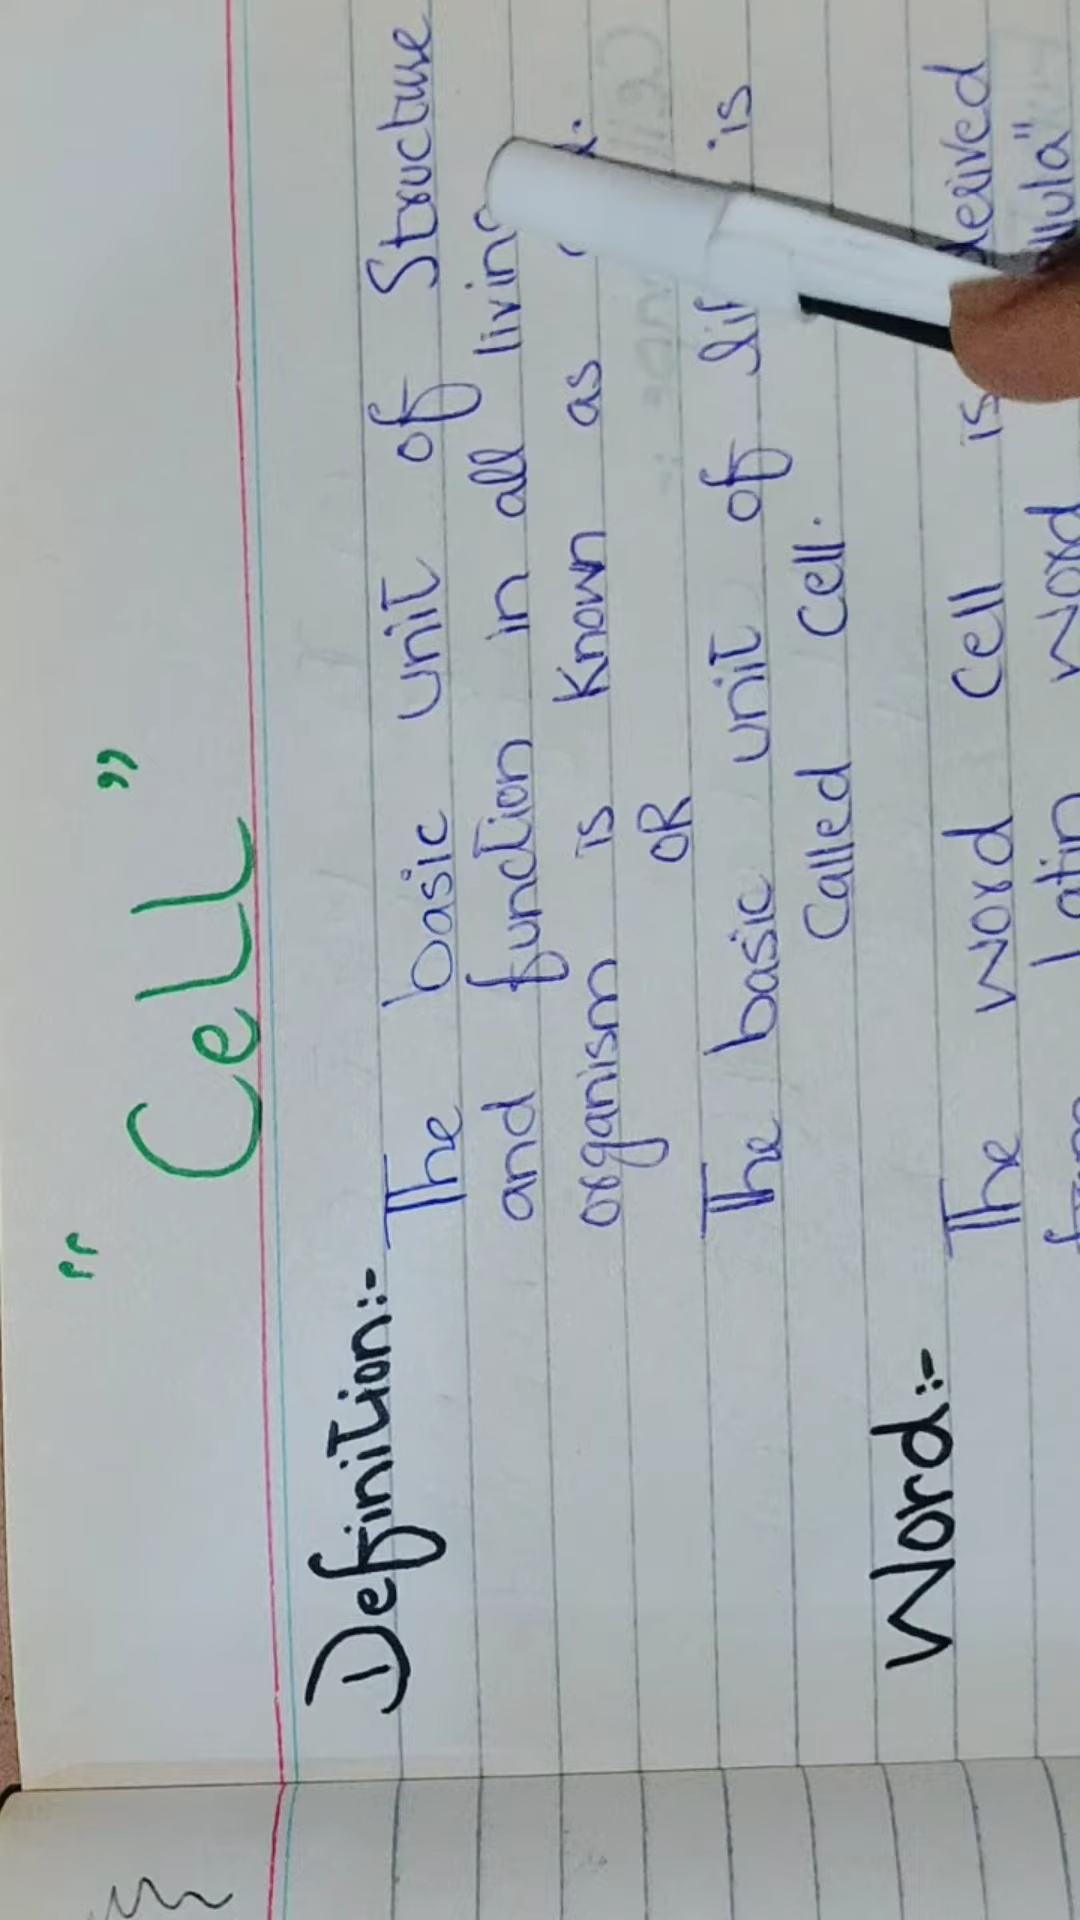 " Cell "
Definition:-
The basic unit of Structure
and function in all
organism is Known as
OR
The basic unit of is
Called Cell.
Word:-
The word Cell is
Latin Word